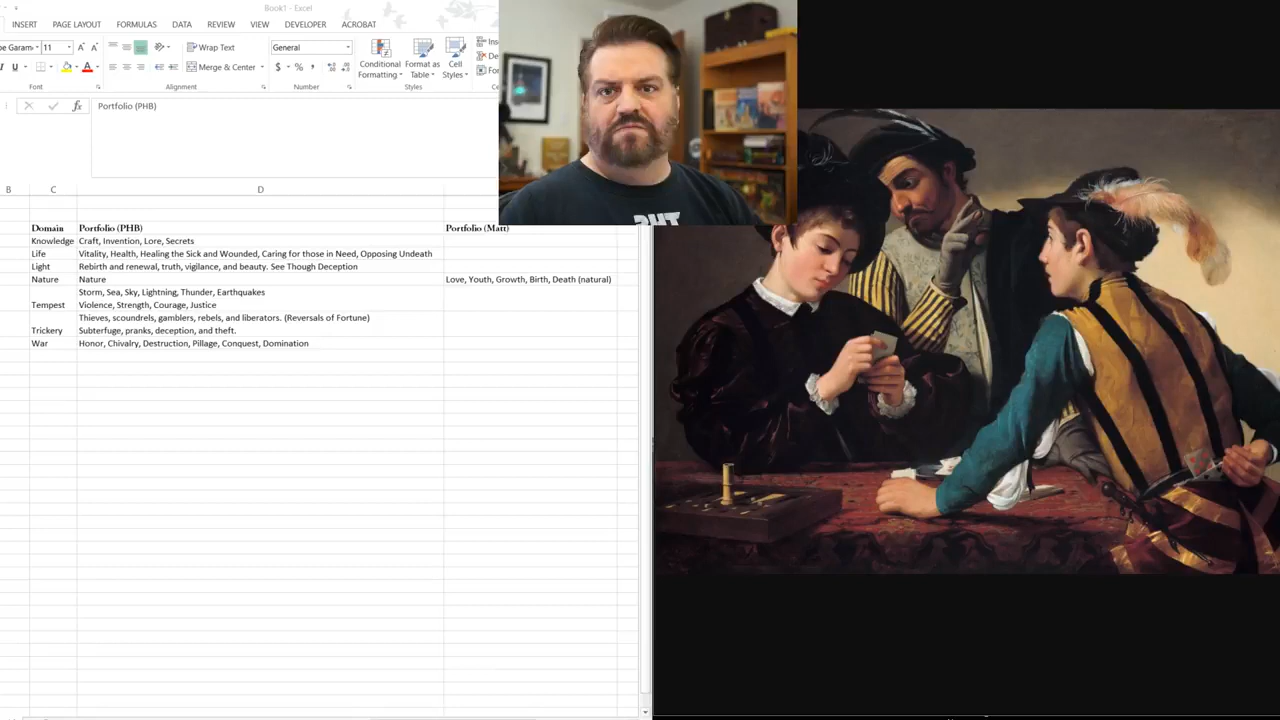 Book1 - Excel
INSERT PAGE LAYOUT FORMULAS DATA REVIEW VIEW DEVELOPER ACROBAT
11 A A Wrap Text General Conditional Format as Cell
U A Merge & Center $ % , Formatting Table Styles
Font Alignment Number Styles
fx Portfolio (PHB)
B C D
Domain Portfolio (PHB) Portfolio (Matt)
Knowledge Craft, Invention, Lore, Secrets
Life Vitality, Health, Healing the Sick and Wounded, Caring for those in Need, Opposing Undeath
Light Rebirth and renewal, truth, vigilance, and beauty. See Though Deception
Nature Nature Love, Youth, Growth, Birth, Death (natural)
Storm, Sea, Sky, Lightning, Thunder, Earthquakes
Tempest Violence, Strength, Courage, Justice
Thieves, scoundrels, gamblers, rebels, and liberators. (Reversals of Fortune)
Trickery Subterfuge, pranks, deception, and theft.
War Honor, Chivalry, Destruction, Pillage, Conquest, Domination